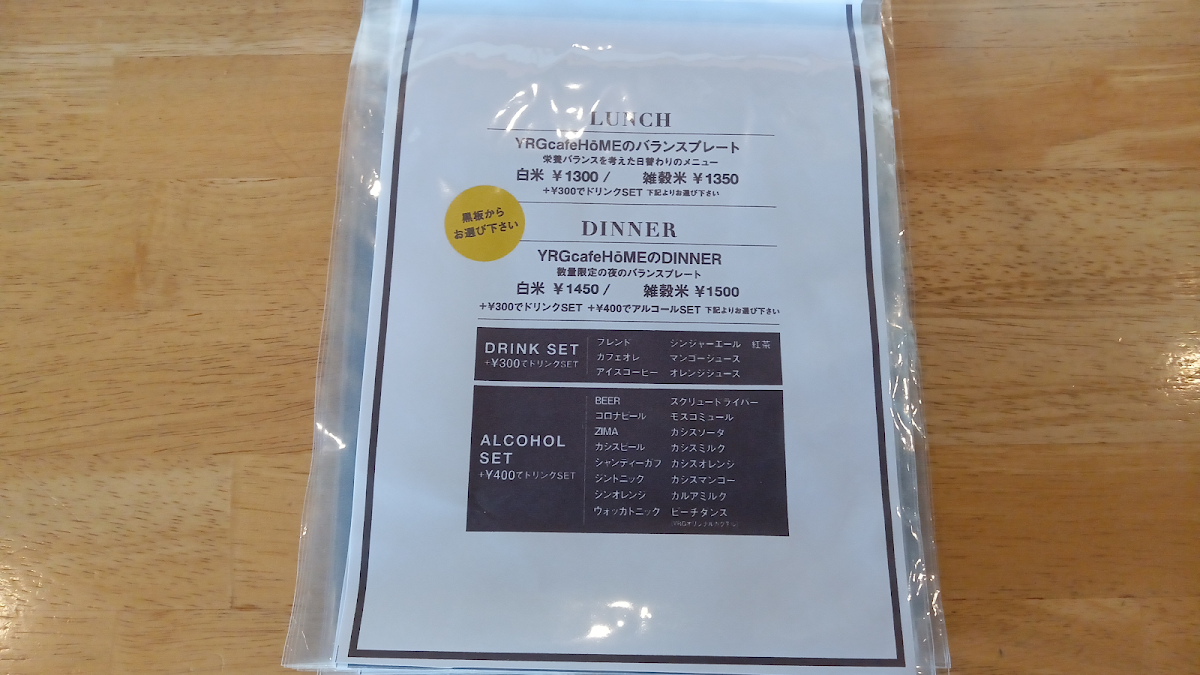 LUNCH
YRGcafeHōMEのバランスプレート
栄養バランスを考えた日替わりのメニュー
白米 ¥1300 / 雑穀米 ¥1350
+¥300でドリンクSET 下記よりお選び下さい
黒板から
お選び下さい
DINNER
YRGcafeHōMEのDINNER
数量限定の夜のバランスプレート
白米 ¥1450 / 雑穀米 ¥1500
+¥300でドリンクSET +¥400でアルコールSET 下記よりお選び下さい
DRINK SET
+¥300でドリンクSET
ブレンド ジンジャーエール 紅茶
カフェオレ マンゴージュース
アイスコーヒー オレンジジュース
ALCOHOL
SET
+¥400でドリンクSET
BEER スクリュードライバー
コロナビール モスコミュール
ZIMA カシスソーダ
カシスビール カシスミルク
シャンディーガフ カシスオレンジ
ジントニック カシスマンゴー
ジンオレンジ カルアミルク
ウォッカトニック ピーチダンス
(YRGオリジナルカクテル)